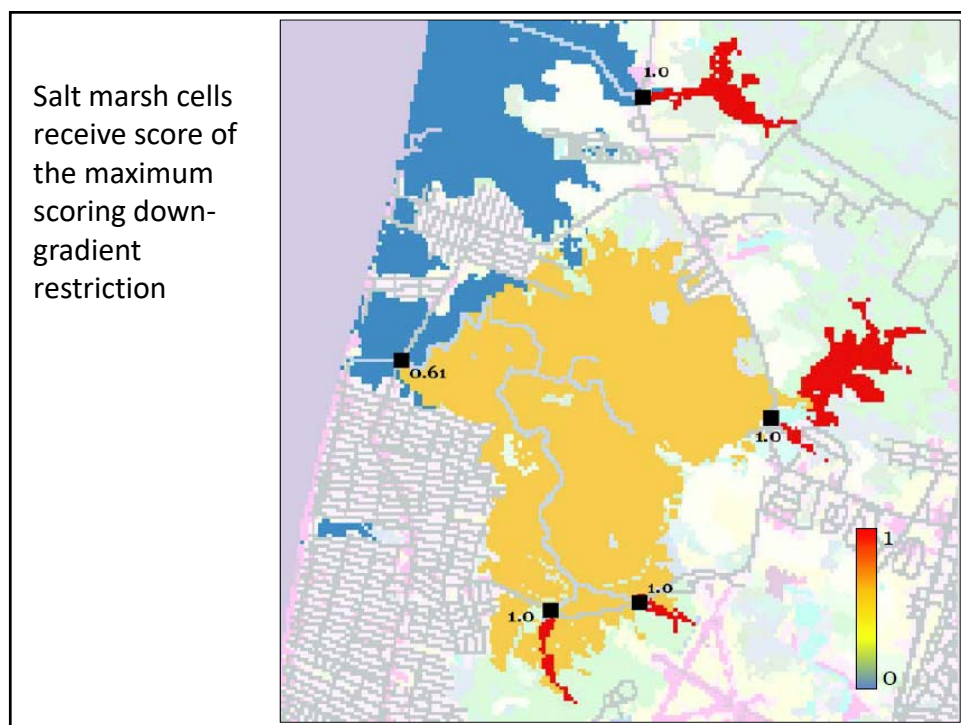 Salt marsh cells
receive score of
the maximum
scoring down-
gradient
restriction
1.0
0.61
1.0
1.0
1.0
1
0